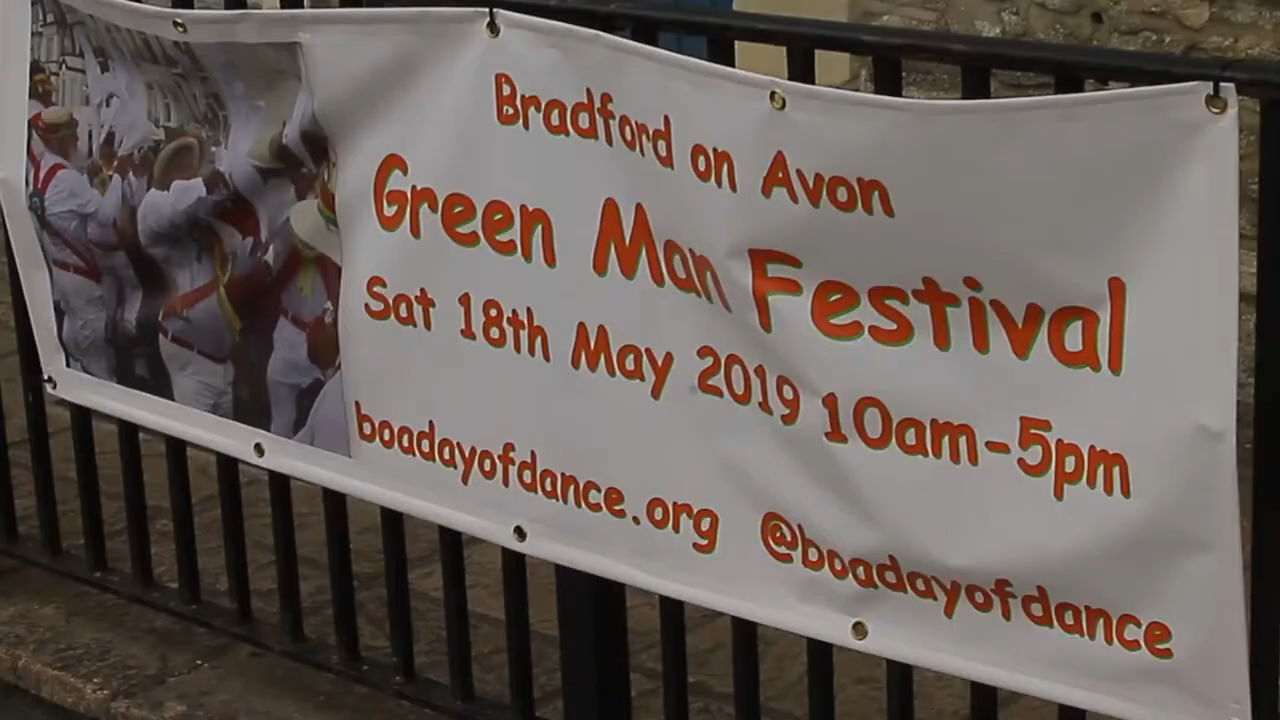 Bradford on Avon
Green Man Festival
Sat 18th May 2019 10am-5pm
boadayofdance.org @boadayofdance